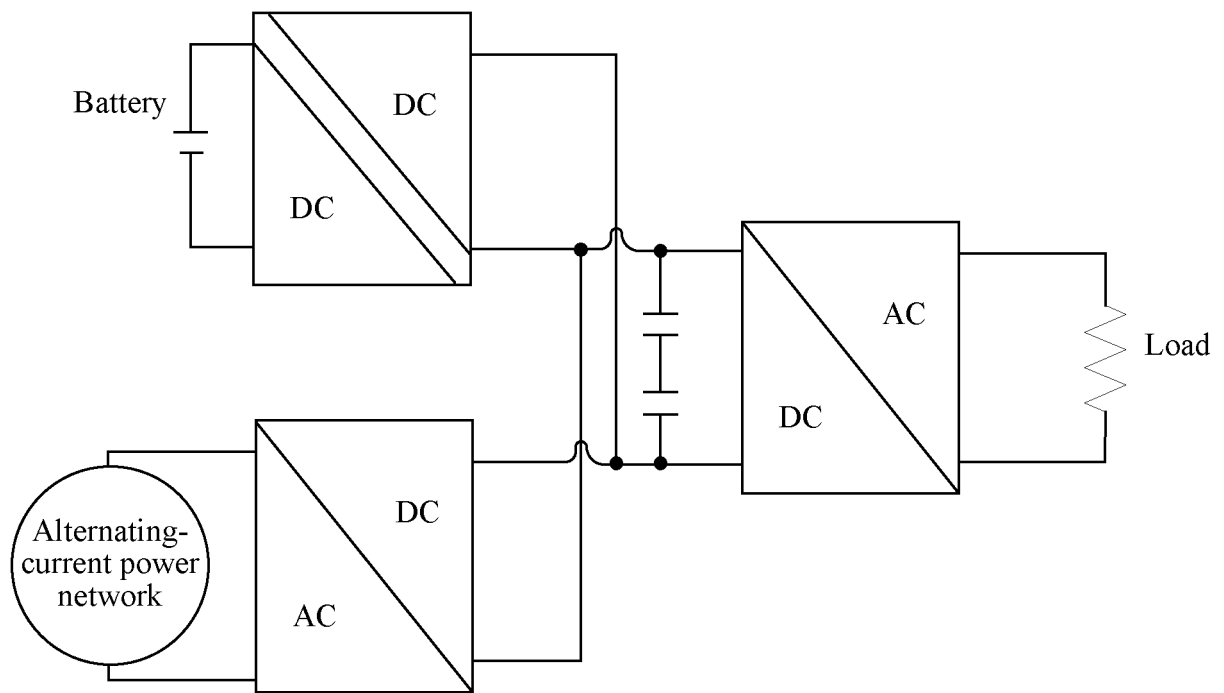 Battery
DC
DC
AC
DC
Load
DC
AC
Alternating-
current power
network